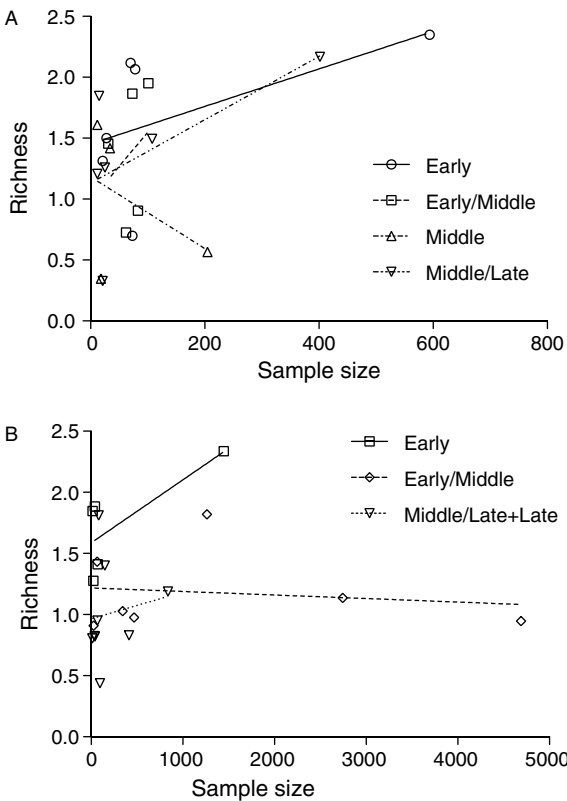 A
2.5
2.0
1.5
1.0
0.5
0.0
Richness
Early
Early/Middle
Middle
Middle/Late
0 200 400 600 800
Sample size
B
2.5
2.0
1.5
1.0
0.5
0.0
Richness
Early
Early/Middle
Middle/Late+Late
0 1000 2000 3000 4000 5000
Sample size